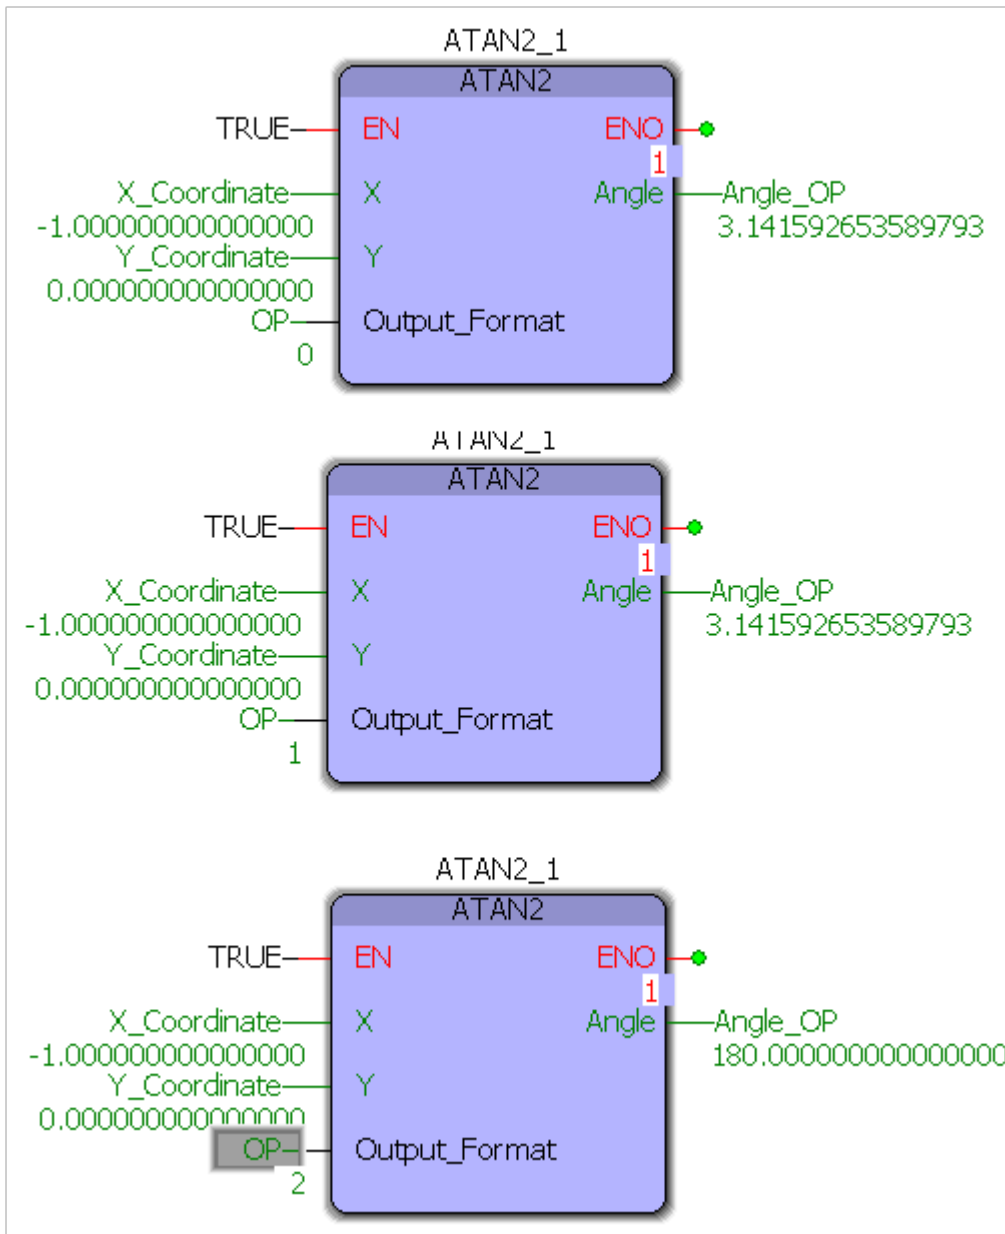 ATAN2_1
ATAN2
TRUE EN ENO
1
X_Coordinate X Angle Angle_OP
-1.000000000000000 3.141592653589793
Y_Coordinate Y
0.000000000000000
OP Output_Format
0
ATAN2_1
ATAN2
TRUE EN ENO
1
X_Coordinate X Angle Angle_OP
-1.000000000000000 3.141592653589793
Y_Coordinate Y
0.000000000000000
OP Output_Format
1
ATAN2_1
ATAN2
TRUE EN ENO
1
X_Coordinate X Angle Angle_OP
-1.000000000000000 180.000000000000000
Y_Coordinate Y
0.000000000000000
OP Output_Format
2